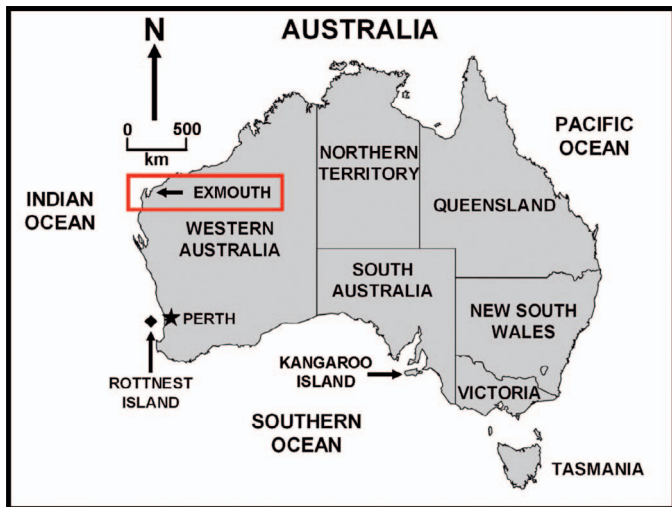 AUSTRALIA
N
0 500
km
PACIFIC
OCEAN
NORTHERN
TERRITORY
INDIAN
OCEAN
EXMOUTH
QUEENSLAND
WESTERN
AUSTRALIA
SOUTH
AUSTRALIA
NEW SOUTH
WALES
PERTH
KANGAROO
ISLAND
ROTTNEST
ISLAND
VICTORIA
SOUTHERN
OCEAN
TASMANIA